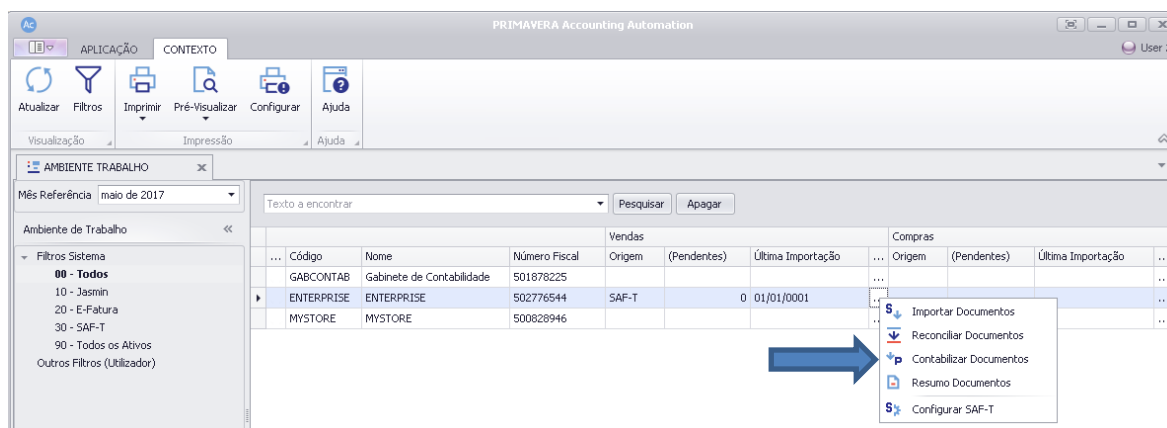 Ac PRIMAVERA Accounting Automation
APLICAÇÃO CONTEXTO User
Atualizar Filtros Imprimir Pré-Visualizar Configurar Ajuda
Visualização Impressão Ajuda
AMBIENTE TRABALHO
Mês Referência maio de 2017
Texto a encontrar Pesquisar Apagar
Ambiente de Trabalho
Vendas Compras
... Código Nome Número Fiscal Origem (Pendentes) Última Importação ... Origem (Pendentes) Última Importação ..
Filtros Sistema
00 - Todos
10 - Jasmin
20 - E-Fatura
30 - SAF-T
90 - Todos os Ativos
Outros Filtros (Utilizador)
GABCONTAB Gabinete de Contabilidade 501878225 ... ..
ENTERPRISE ENTERPRISE 502776544 SAF-T 0 01/01/0001 ... ..
MYSTORE MYSTORE 500828946 ..
Importar Documentos
Reconciliar Documentos
Contabilizar Documentos
Resumo Documentos
Configurar SAF-T